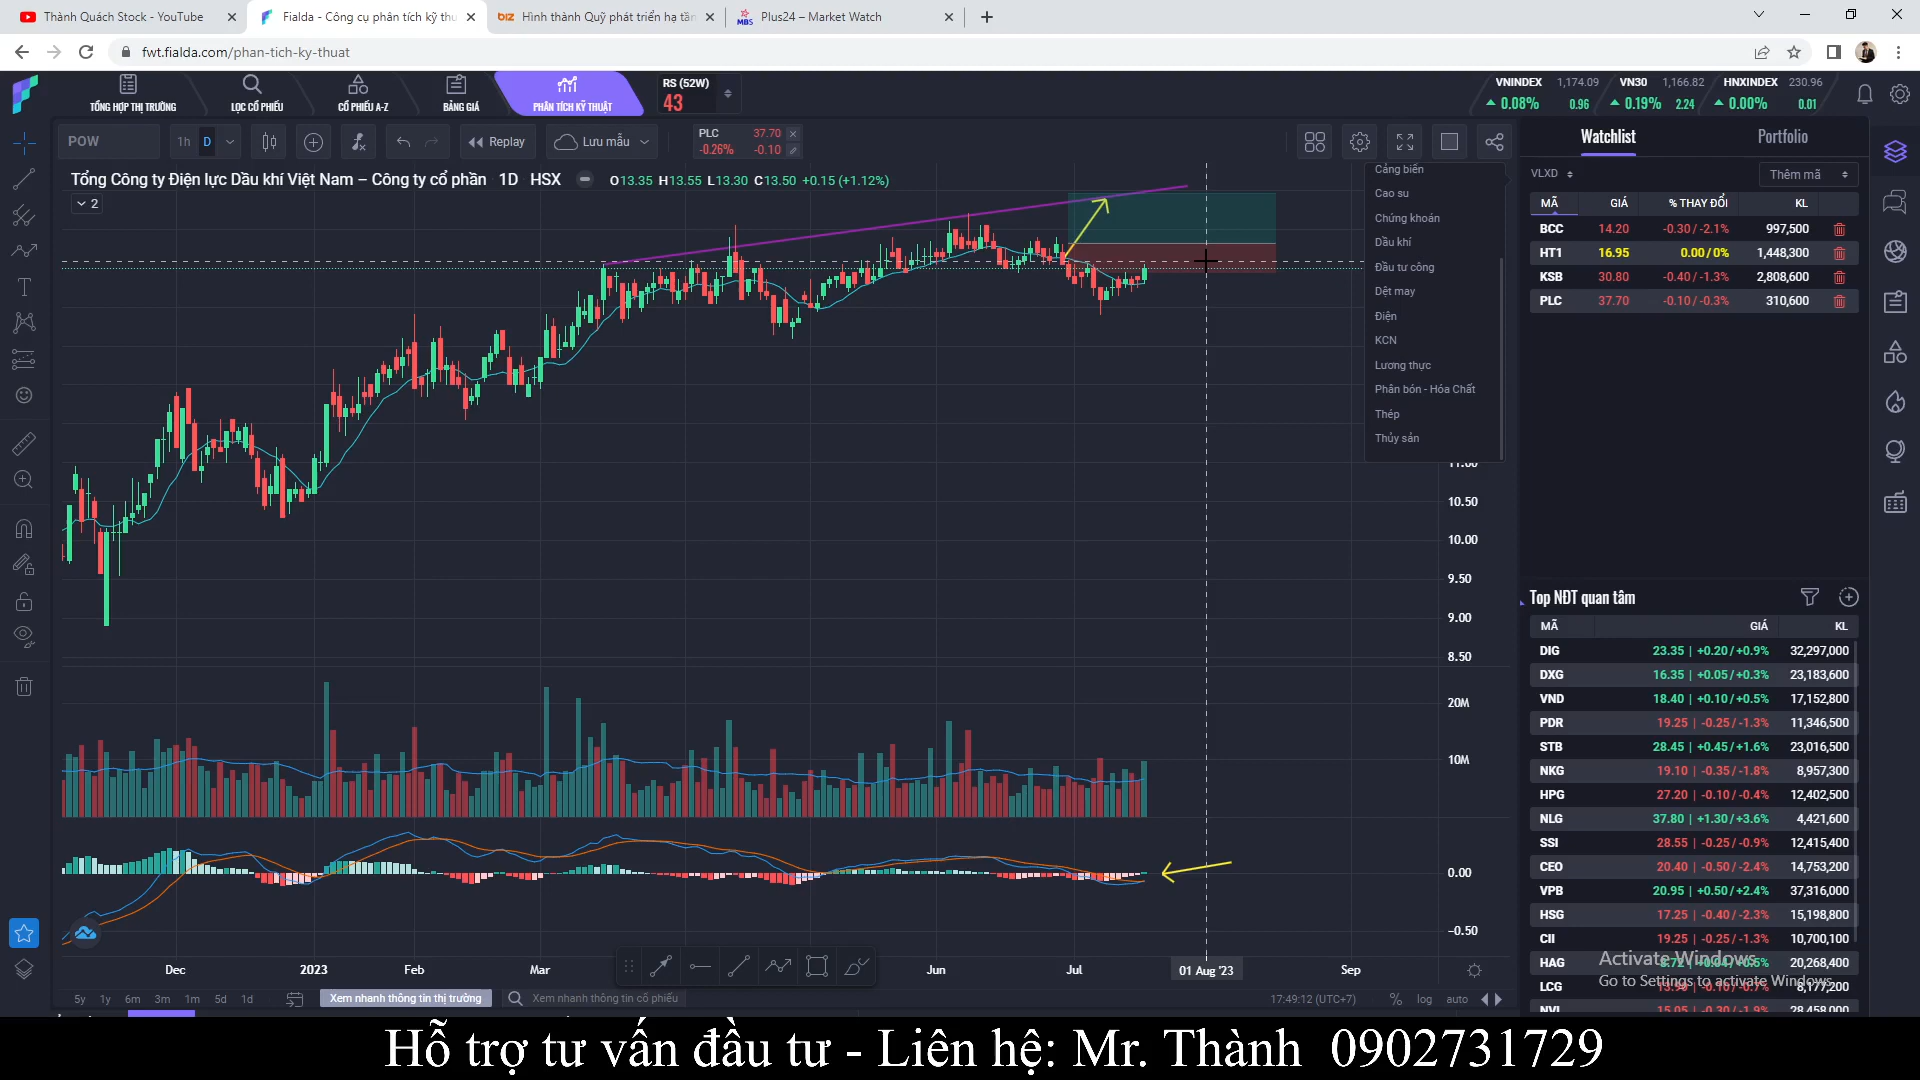 Thành Quách Stock - YouTube
Fialda - Công cụ phân tích kỹ thu
Hình thành Quỹ phát triển hạ tần
MBS
Plus24 – Market Watch
fwt.fialda.com/phan-tich-ky-thuat
TỔNG HỢP THỊ TRƯỜNG
LỌC CỔ PHIẾU
CỔ PHIẾU A-Z
BẢNG GIÁ
PHÂN TÍCH KỸ THUẬT
RS (52W)
43
VNINDEX 1,174.09
0.08% 0.96
VN30 1,166.82
0.19% 2.24
HNXINDEX 230.96
0.00% 0.01
POW
1h
D
Replay
Lưu mẫu
PLC 37.70
-0.26% -0.10
Tổng Công ty Điện lực Dầu khí Việt Nam – Công ty cổ phần 1D HSX
O13.35 H13.55 L13.30 C13.50 +0.15 (+1.12%)
2
Cảng biển
Cao su
Chứng khoán
Dầu khí
Đầu tư công
Dệt may
Điện
KCN
Lương thực
Phân bón - Hóa Chất
Thép
Thủy sản
11.00
10.50
10.00
9.50
9.00
8.50
20M
10M
0.00
-0.50
Dec
2023
Feb
Mar
Jun
Jul
01 Aug '23
Sep
5y 1y 6m 3m 1m 5d 1d
Xem nhanh thông tin thị trường
Xem nhanh thông tin cổ phiếu
17:49:12 (UTC+7)
% log auto
Watchlist
Portfolio
VLXD
Thêm mã
MÃ GIÁ % THAY ĐỔI KL
BCC 14.20 -0.30 / -2.1% 997,500
HT1 16.95 0.00 / 0% 1,448,300
KSB 30.80 -0.40 / -1.3% 2,808,600
PLC 37.70 -0.10 / -0.3% 310,600
Top NĐT quan tâm
MÃ GIÁ KL
DIG 23.35 | +0.20 / +0.9% 32,297,000
DXG 16.35 | +0.05 / +0.3% 23,183,600
VND 18.40 | +0.10 / +0.5% 17,152,800
PDR 19.25 | -0.25 / -1.3% 11,346,500
STB 28.45 | +0.45 / +1.6% 23,016,500
NKG 19.10 | -0.35 / -1.8% 8,957,300
HPG 27.20 | -0.10 / -0.4% 12,402,500
NLG 37.80 | +1.30 / +3.6% 4,421,600
SSI 28.55 | -0.25 / -0.9% 12,415,400
CEO 20.40 | -0.50 / -2.4% 14,753,200
VPB 20.95 | +0.50 / +2.4% 37,316,000
HSG 17.25 | -0.40 / -2.3% 15,198,800
CII 19.25 | -0.25 / -1.3% 10,700,100
HAG 20,268,400
LCG 8,177,200
NVL 15.05 | -0.30 / -1.9% 28,458,000
Activate Windows
Go to Settings to activate Windows.
Hỗ trợ tư vấn đầu tư - Liên hệ: Mr. Thành 0902731729